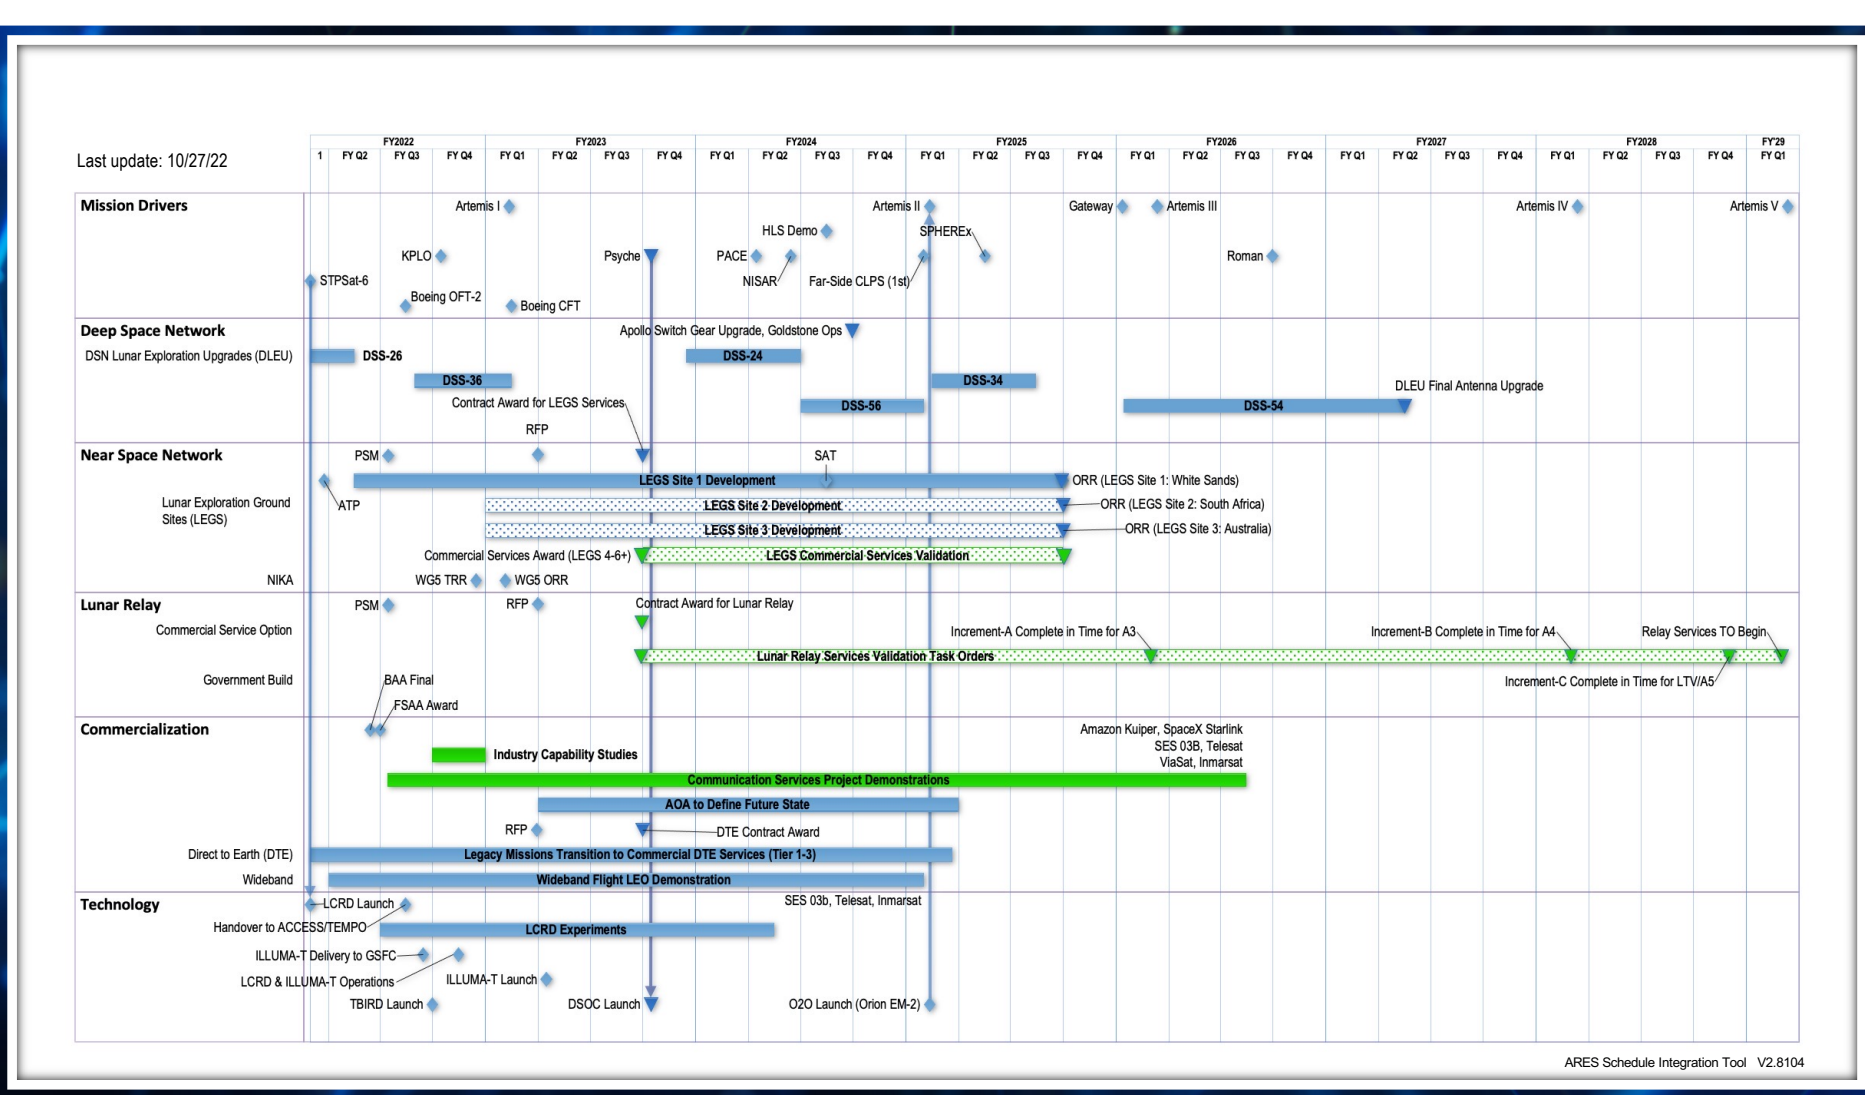 FY2022 FY2023 FY2024 FY2025 FY2026 FY2027 FY2028 FY'29
Last update: 10/27/22
1 FY Q2 FY Q3 FY Q4 FY Q1 FY Q2 FY Q3 FY Q4 FY Q1 FY Q2 FY Q3 FY Q4 FY Q1 FY Q2 FY Q3 FY Q4 FY Q1 FY Q2 FY Q3 FY Q4 FY Q1 FY Q2 FY Q3 FY Q4 FY Q1 FY Q2 FY Q3 FY Q4 FY Q1
Mission Drivers
Artemis I Artemis II Gateway Artemis III Artemis IV Artemis V
HLS Demo SPHEREx
KPLO Psyche PACE Roman
STPSat-6 NISAR Far-Side CLPS (1st)
Boeing OFT-2
Boeing CFT
Deep Space Network
Apollo Switch Gear Upgrade, Goldstone Ops
DSN Lunar Exploration Upgrades (DLEU) DSS-26 DSS-24
DSS-36 DSS-34
DLEU Final Antenna Upgrade
Contract Award for LEGS Services DSS-56 DSS-54
RFP
Near Space Network
PSM SAT
LEGS Site 1 Development ORR (LEGS Site 1: White Sands)
ATP LEGS Site 2 Development ORR (LEGS Site 2: South Africa)
Lunar Exploration Ground
Sites (LEGS)
LEGS Site 3 Development ORR (LEGS Site 3: Australia)
Commercial Services Award (LEGS 4-6+) LEGS Commercial Services Validation
NIKA WG5 TRR WG5 ORR
Lunar Relay
PSM RFP Contract Award for Lunar Relay
Commercial Service Option Increment-A Complete in Time for A3 Increment-B Complete in Time for A4 Relay Services TO Begin
Lunar Relay Services Validation Task Orders
Government Build BAA Final Increment-C Complete in Time for LTV/A5
FSAA Award
Commercialization
Amazon Kuiper, SpaceX Starlink
SES 03B, Telesat
ViaSat, Inmarsat
Industry Capability Studies
Communication Services Project Demonstrations
AOA to Define Future State
RFP DTE Contract Award
Direct to Earth (DTE) Legacy Missions Transition to Commercial DTE Services (Tier 1-3)
Wideband Wideband Flight LEO Demonstration
Technology
LCRD Launch SES 03b, Telesat, Inmarsat
Handover to ACCESS/TEMPO LCRD Experiments
ILLUMA-T Delivery to GSFC
LCRD & ILLUMA-T Operations ILLUMA-T Launch
TBIRD Launch DSOC Launch O2O Launch (Orion EM-2)
ARES Schedule Integration Tool V2.8104